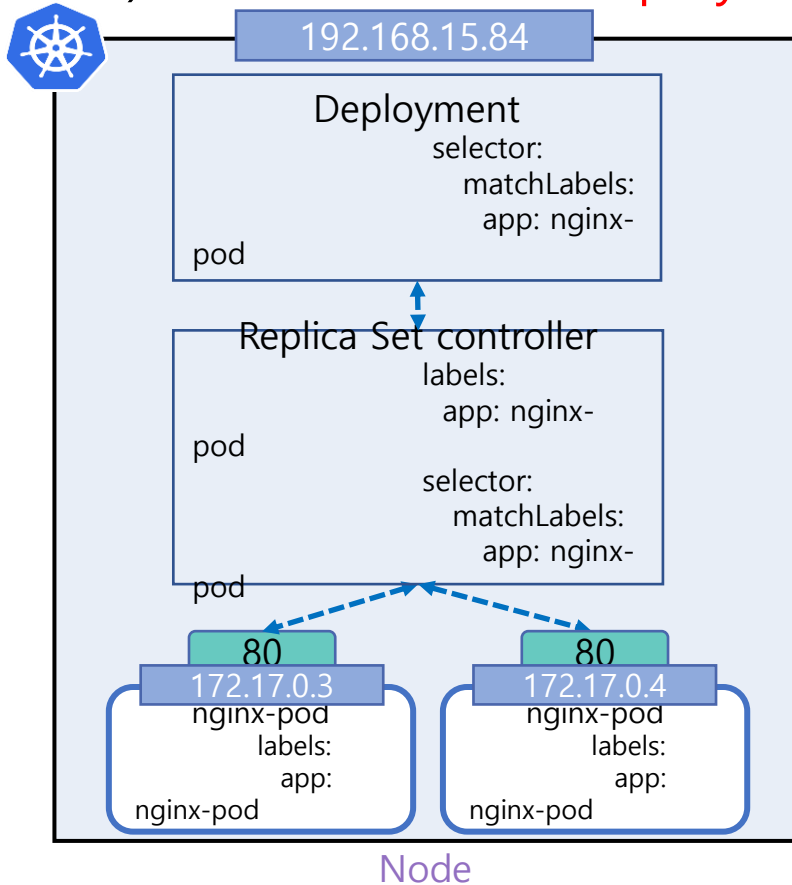 192.168.15.84
Deployment
selector:
matchLabels:
app: nginx-
pod
Replica Set controller
labels:
app: nginx-
pod
selector:
matchLabels:
app: nginx-
pod
80
80
172.17.0.3
172.17.0.4
nginx-pod
labels:
app:
nginx-pod
nginx-pod
labels:
app:
nginx-pod
Node